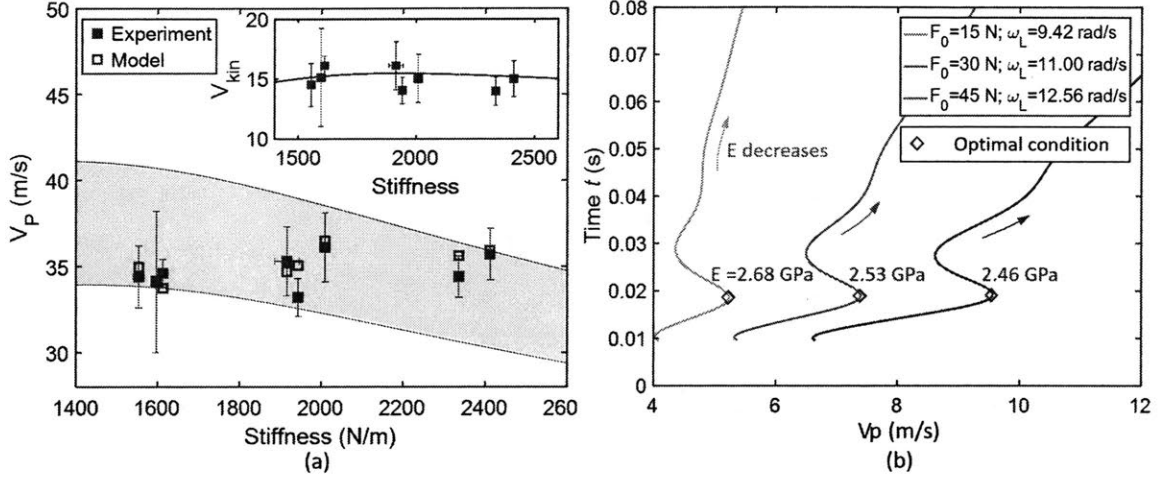 50
45
40
35
30
V_P (m/s)
Experiment
Model
20
15
10
V_kin
1500
2000
2500
Stiffness
1400
1600
1800
2000
2200
2400
260
Stiffness (N/m)
(a)
0.08
0.07
0.06
0.05
0.04
0.03
0.02
0.01
0
Time t (s)
F_0=15 N; ω_L=9.42 rad/s
F_0=30 N; ω_L=11.00 rad/s
F_0=45 N; ω_L=12.56 rad/s
Optimal condition
E decreases
E =2.68 GPa
2.53 GPa
2.46 GPa
4
6
8
10
12
Vp (m/s)
(b)